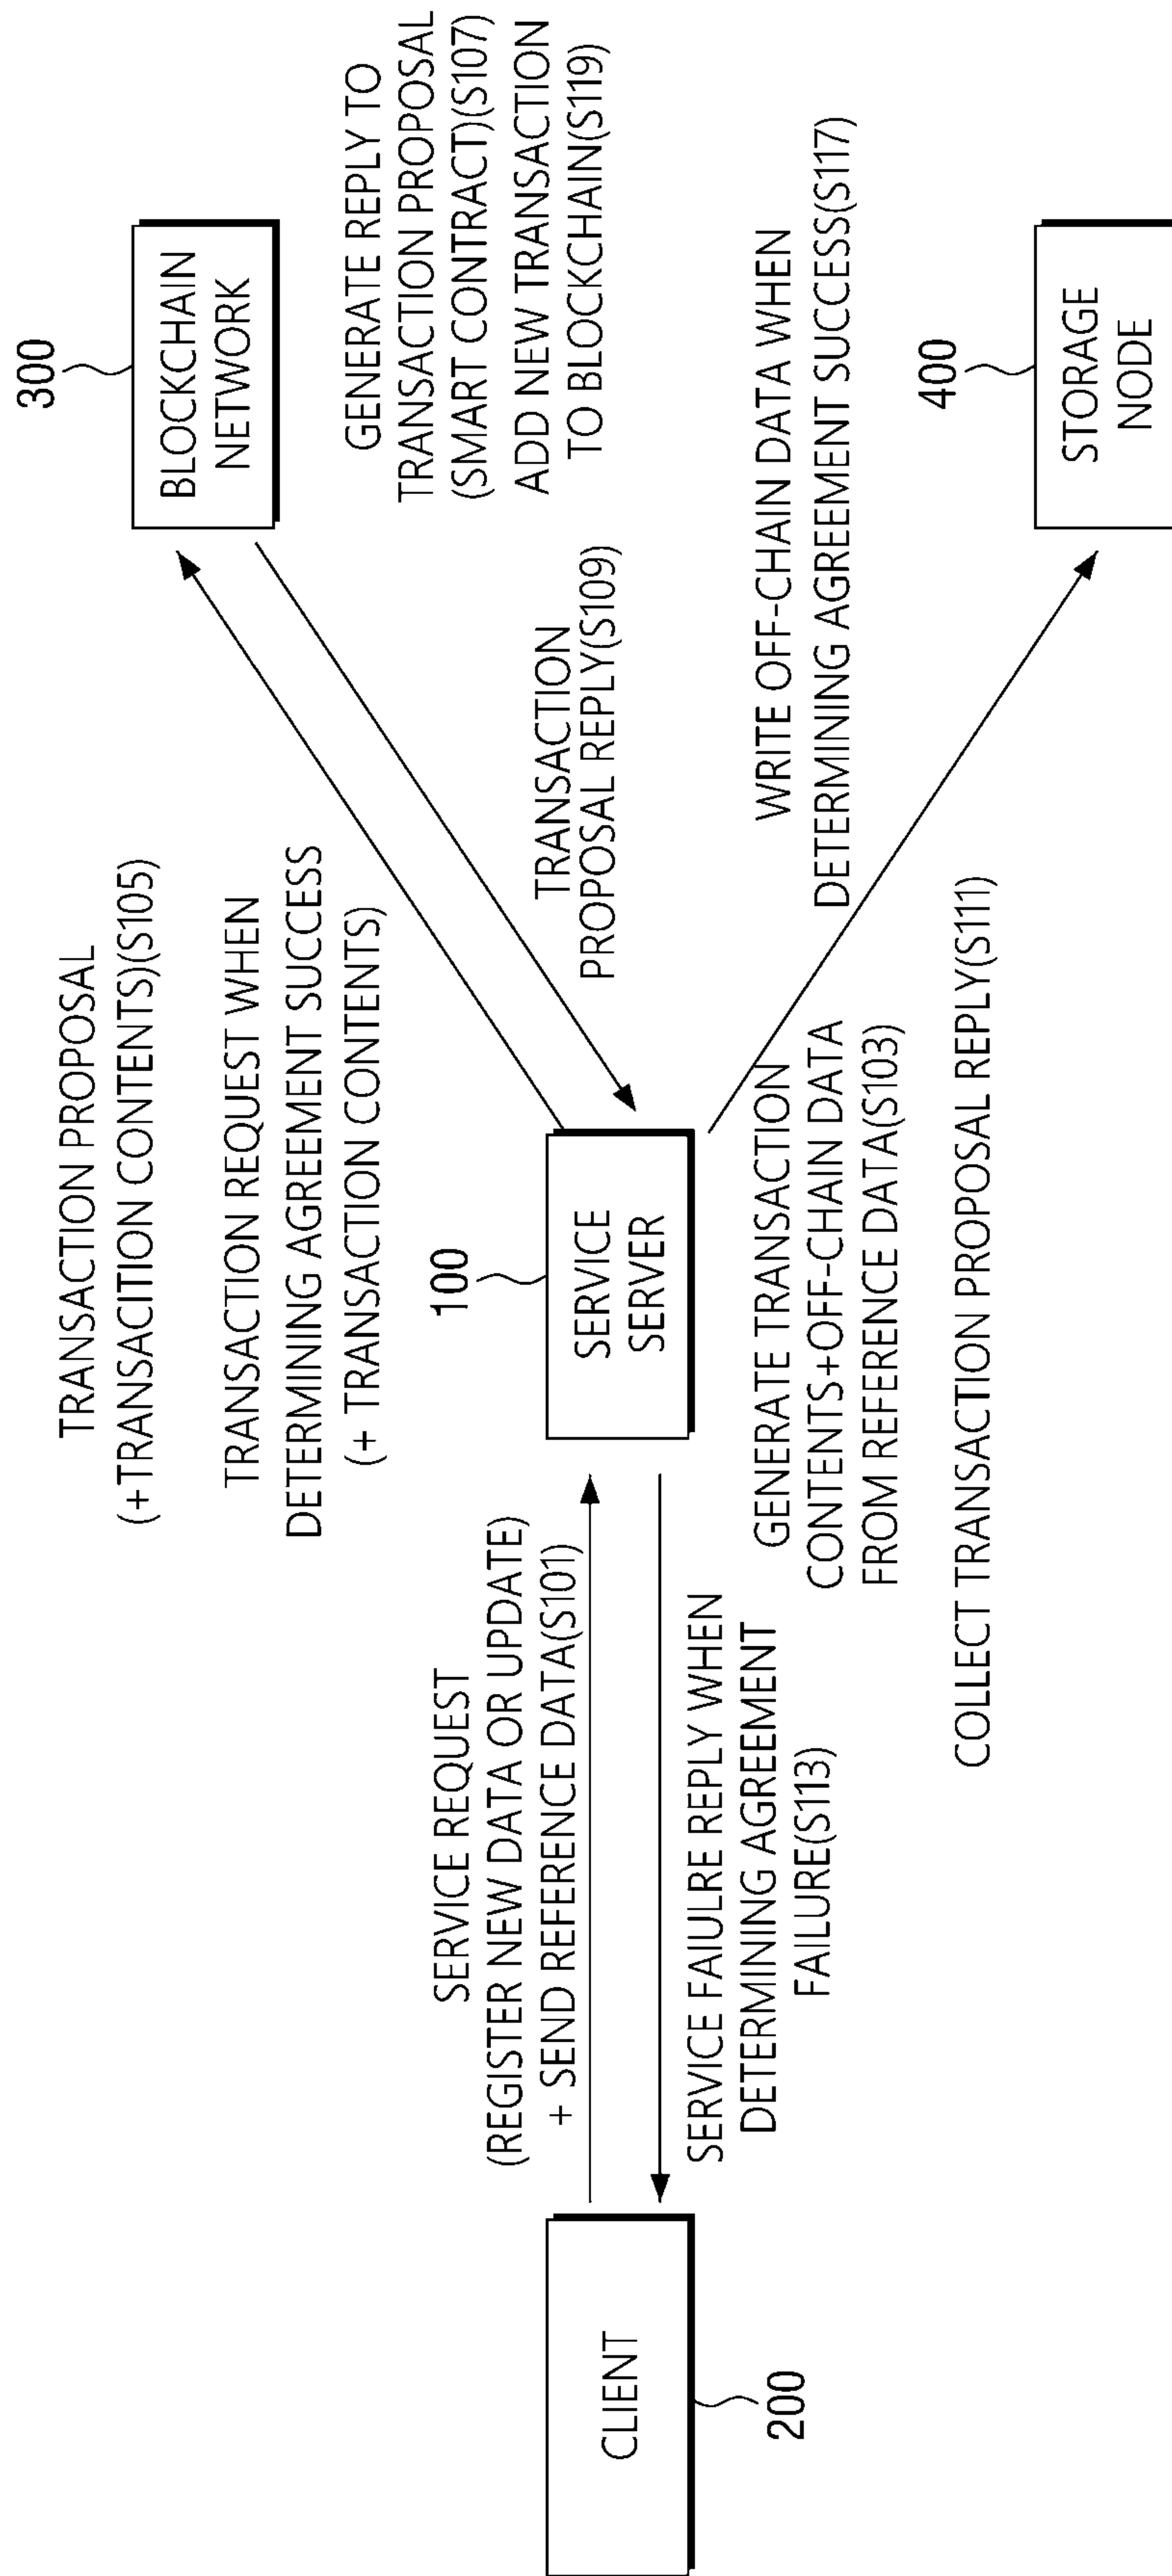 300
BLOCKCHAIN
NETWORK
GENERATE REPLY TO
TRANSACTION PROPOSAL
(SMART CONTRACT)(S107)
ADD NEW TRANSACTION
TO BLOCKCHAIN(S119)
TRANSACTION PROPOSAL
(+TRANSACITION CONTENTS)(S105)
TRANSACTION REQUEST WHEN
DETERMINING AGREEMENT SUCCESS
(+ TRANSACTION CONTENTS)
TRANSACTION
PROPOSAL REPLY(S109)
SERVICE REQUEST
(REGISTER NEW DATA OR UPDATE)
+ SEND REFERENCE DATA(S101)
100
SERVICE
SERVER
CLIENT
200
SERVICE FAIULRE REPLY WHEN
DETERMINING AGREEMENT
FAILURE(S113)
GENERATE TRANSACTION
CONTENTS+OFF-CHAIN DATA
FROM REFERENCE DATA(S103)
COLLECT TRANSACTION PROPOSAL REPLY(S111)
WRITE OFF-CHAIN DATA WHEN
DETERMINING AGREEMENT SUCCESS(S117)
400
STORAGE
NODE